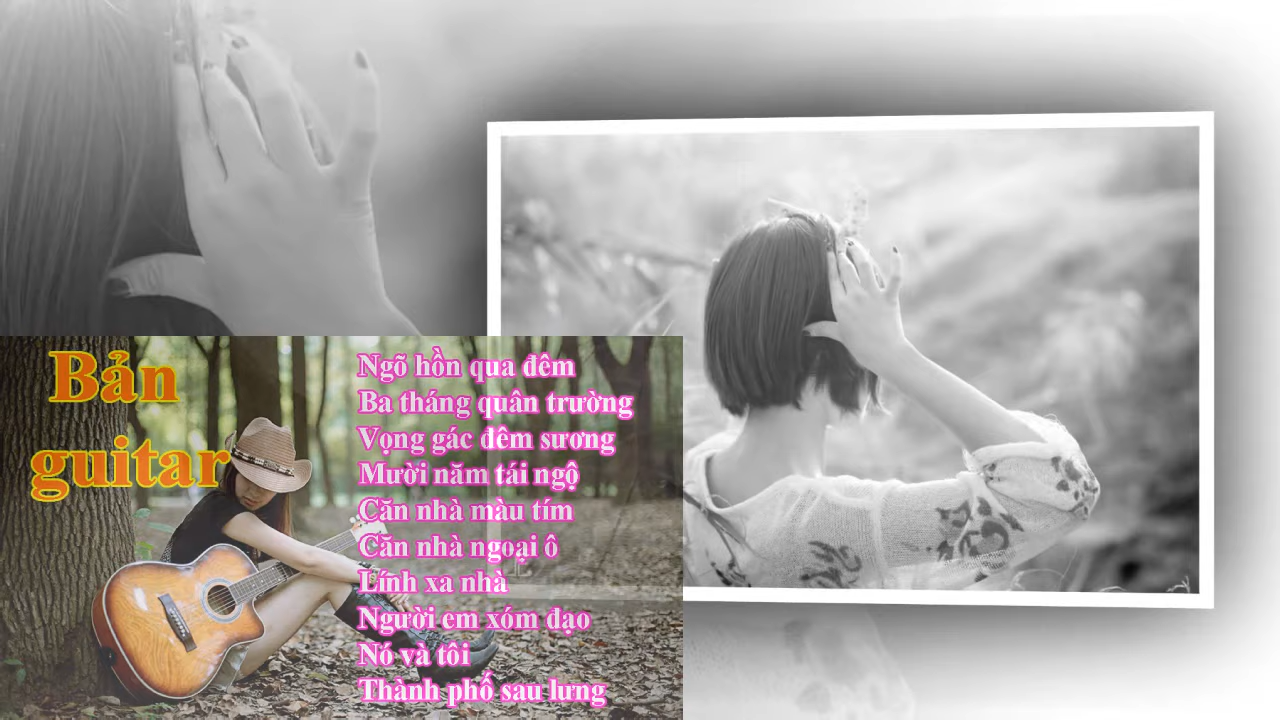 Bản
guitar
Ngõ hồn qua đêm
Ba tháng quân trường
Vọng gác đêm sương
Mười năm tái ngộ
Căn nhà màu tím
Căn nhà ngoại ô
Lính xa nhà
Người em xóm đạo
Nó và tôi
Thành phố sau lưng